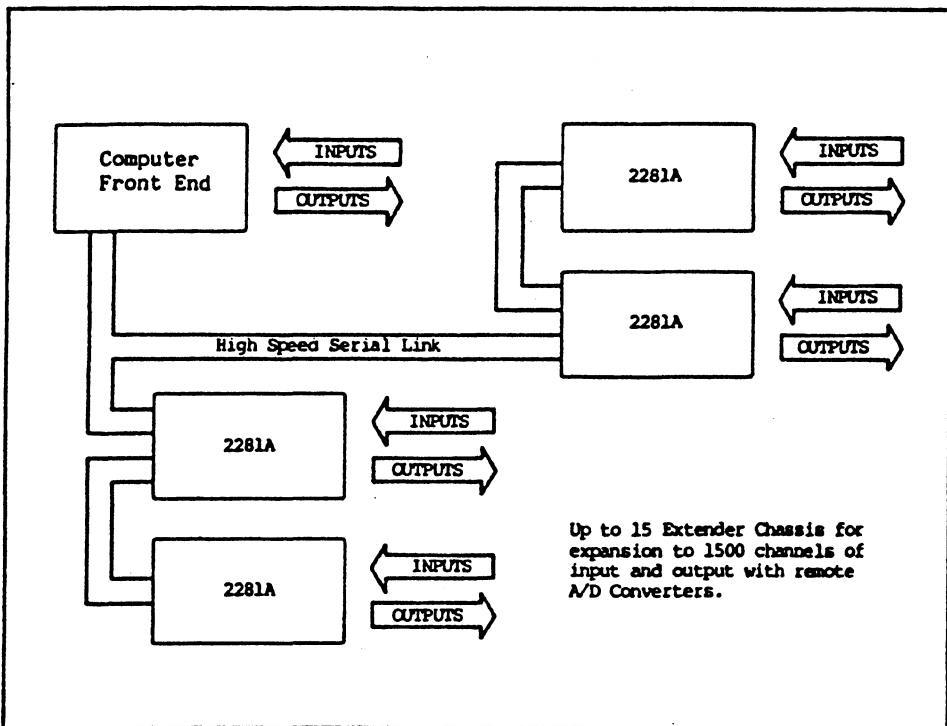 Computer
Front End
INPUTS
OUTPUTS
2281A
INPUTS
OUTPUTS
2281A
INPUTS
OUTPUTS
High Speed Serial Link
2281A
INPUTS
OUTPUTS
2281A
INPUTS
OUTPUTS
Up to 15 Extender Chassis for
expansion to 1500 channels of
input and output with remote
A/D Converters.